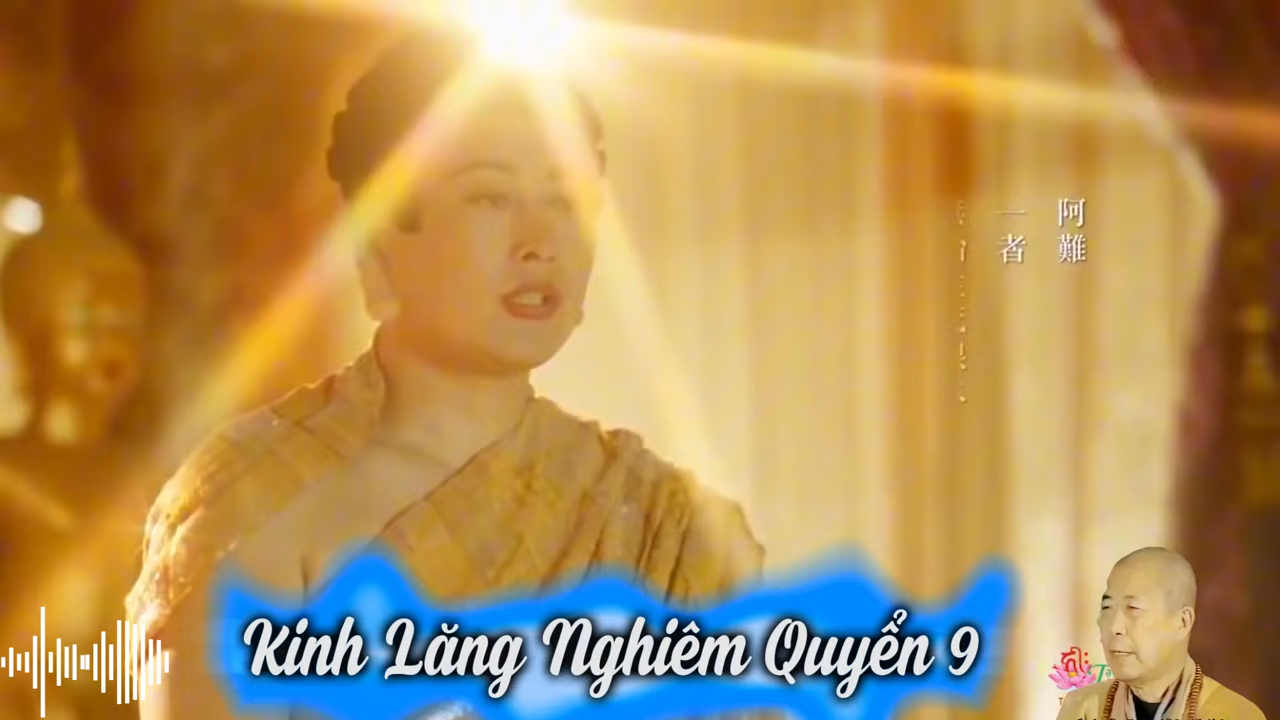 阿難
一者
Kinh Lăng Nghiêm Quyển 9